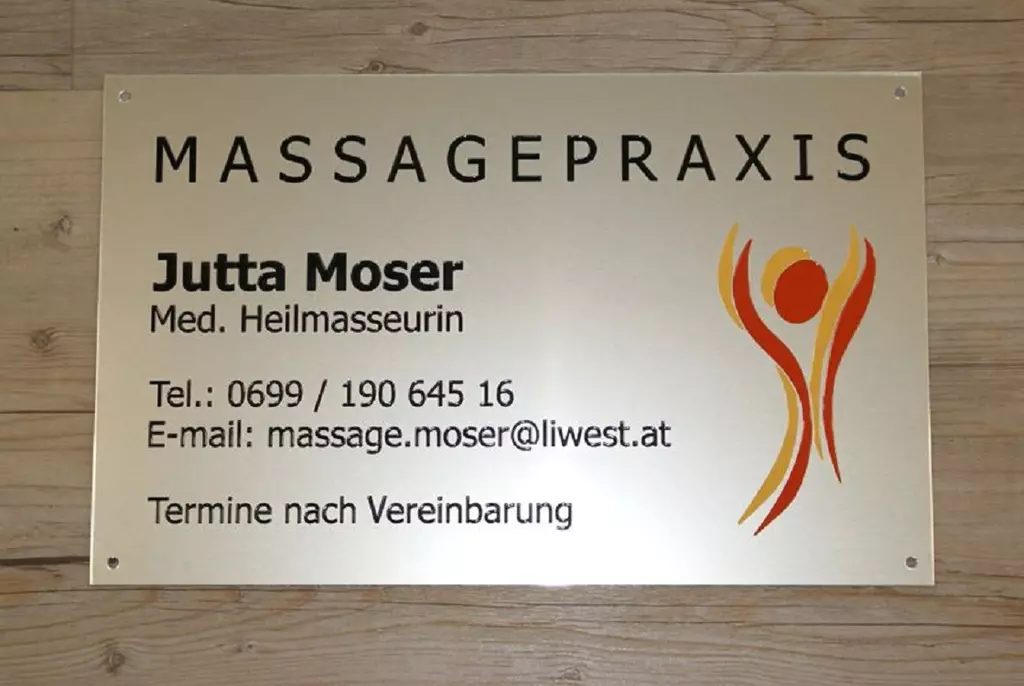 MASSAGEPRAXIS
Jutta Moser
Med. Heilmasseurin
Tel.: 0699 / 190 645 16
E-mail: massage.moser@liwest.at
Termine nach Vereinbarung